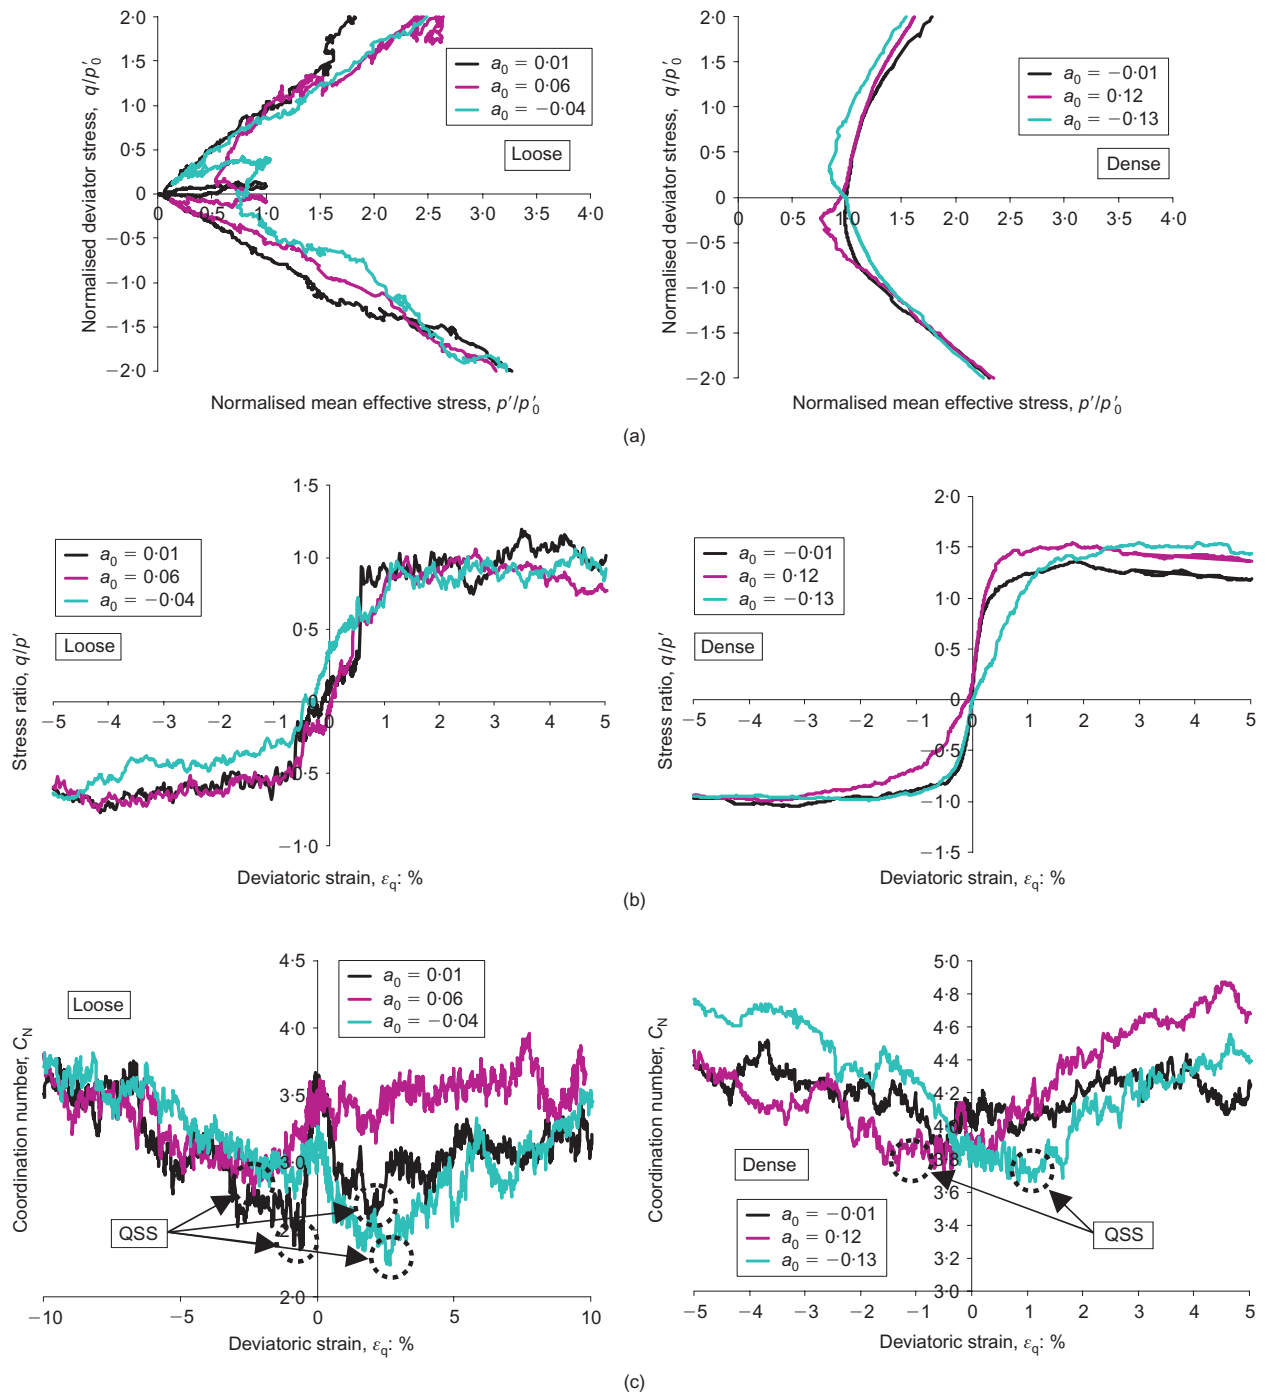 2·0
1·5
1·0
0·5
0
−0·5
−1·0
−1·5
−2·0
0 0·5 1·0 1·5 2·0 2·5 3·0 3·5 4·0
Normalised deviator stress, q/p′0
Normalised mean effective stress, p′/p′0
a0 = 0·01
a0 = 0·06
a0 = −0·04
Loose
2·0
1·5
1·0
0·5
0
−0·5
−1·0
−1·5
−2·0
0 0·5 1·0 1·5 2·0 2·5 3·0 3·5 4·0
Normalised deviator stress, q/p′0
Normalised mean effective stress, p′/p′0
a0 = −0·01
a0 = 0·12
a0 = −0·13
Dense
(a)
1·5
1·0
0·5
0
−0·5
−1·0
−5 −4 −3 −2 −1 0 1 2 3 4 5
Stress ratio, q/p′
Deviatoric strain, εq: %
a0 = 0·01
a0 = 0·06
a0 = −0·04
Loose
2·0
1·5
1·0
0·5
0
−0·5
−1·0
−1·5
−5 −4 −3 −2 −1 0 1 2 3 4 5
Stress ratio, q/p′
Deviatoric strain, εq: %
a0 = −0·01
a0 = 0·12
a0 = −0·13
Dense
(b)
4·5
4·0
3·5
3·0
2·0
−10 −5 0 5 10
Coordination number, CN
Deviatoric strain, εq: %
Loose
a0 = 0·01
a0 = 0·06
a0 = −0·04
QSS
5·0
4·8
4·6
4·4
4·2
4·0
3·8
3·6
3·4
3·2
3·0
−5 −4 −3 −2 −1 0 1 2 3 4 5
Coordination number, CN
Deviatoric strain, εq: %
Dense
a0 = −0·01
a0 = 0·12
a0 = −0·13
QSS
(c)